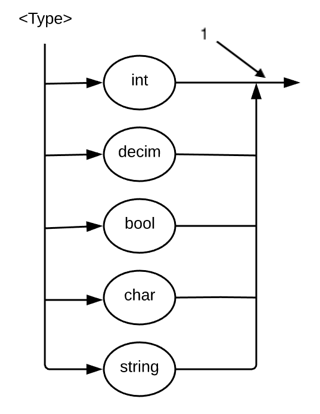 <Type>
1
int
decim
bool
char
string